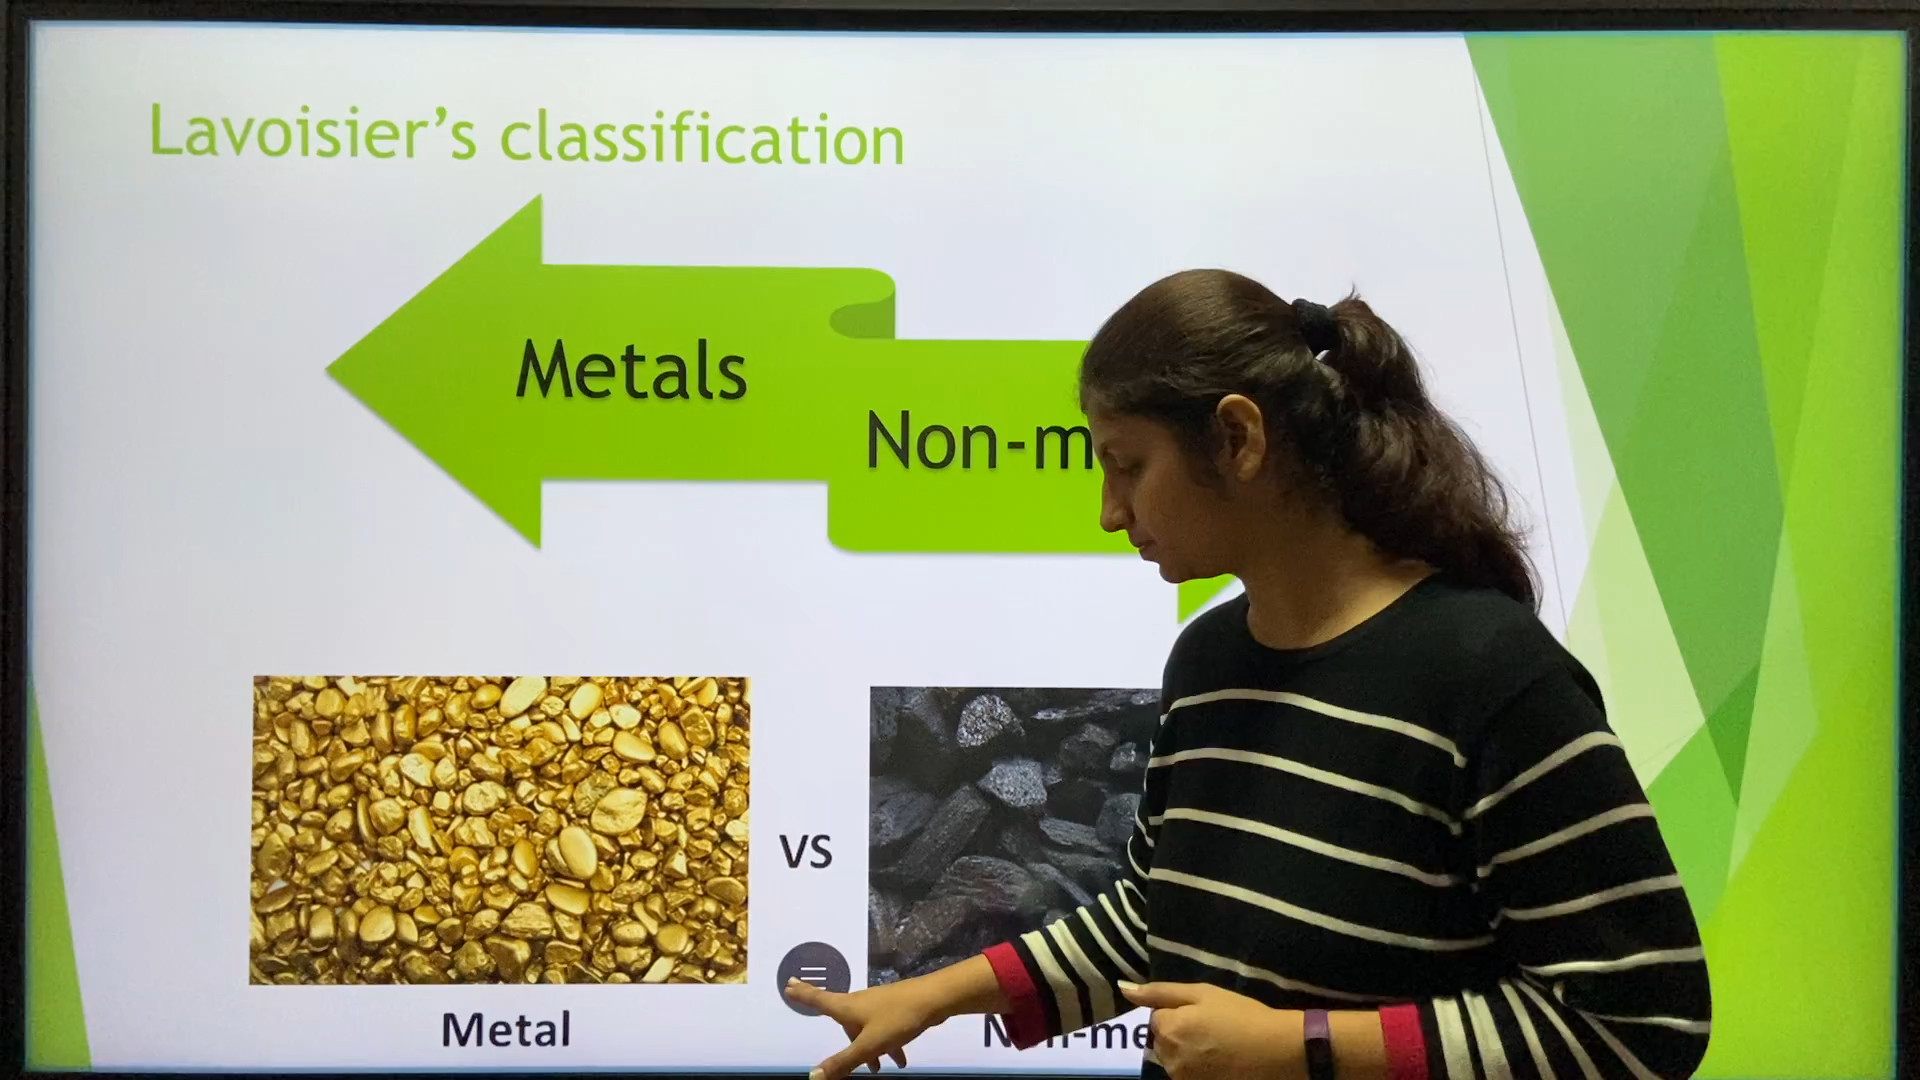 Lavoisier’s classification
Metals
Non-m
vs
Metal